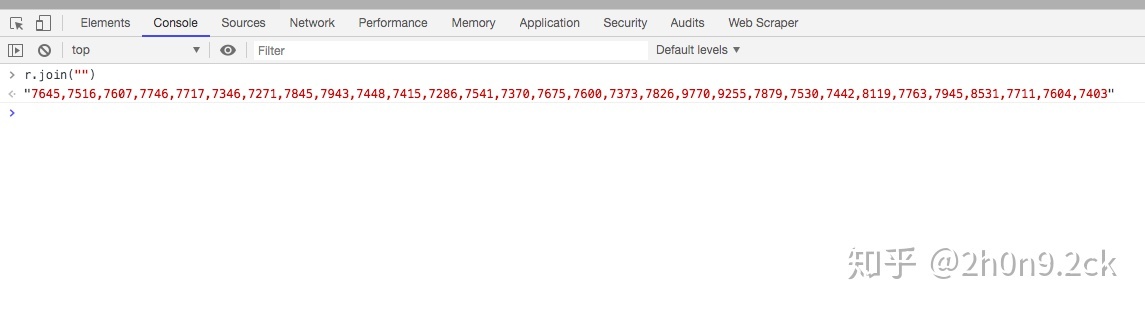 Elements Console Sources Network Performance Memory Application Security Audits Web Scraper
top Filter Default levels
r.join("")
"7645,7516,7607,7746,7717,7346,7271,7845,7943,7448,7415,7286,7541,7370,7675,7600,7373,7826,9770,9255,7879,7530,7442,8119,7763,7945,8531,7711,7604,7403"
知乎 @2h0n9.2ck